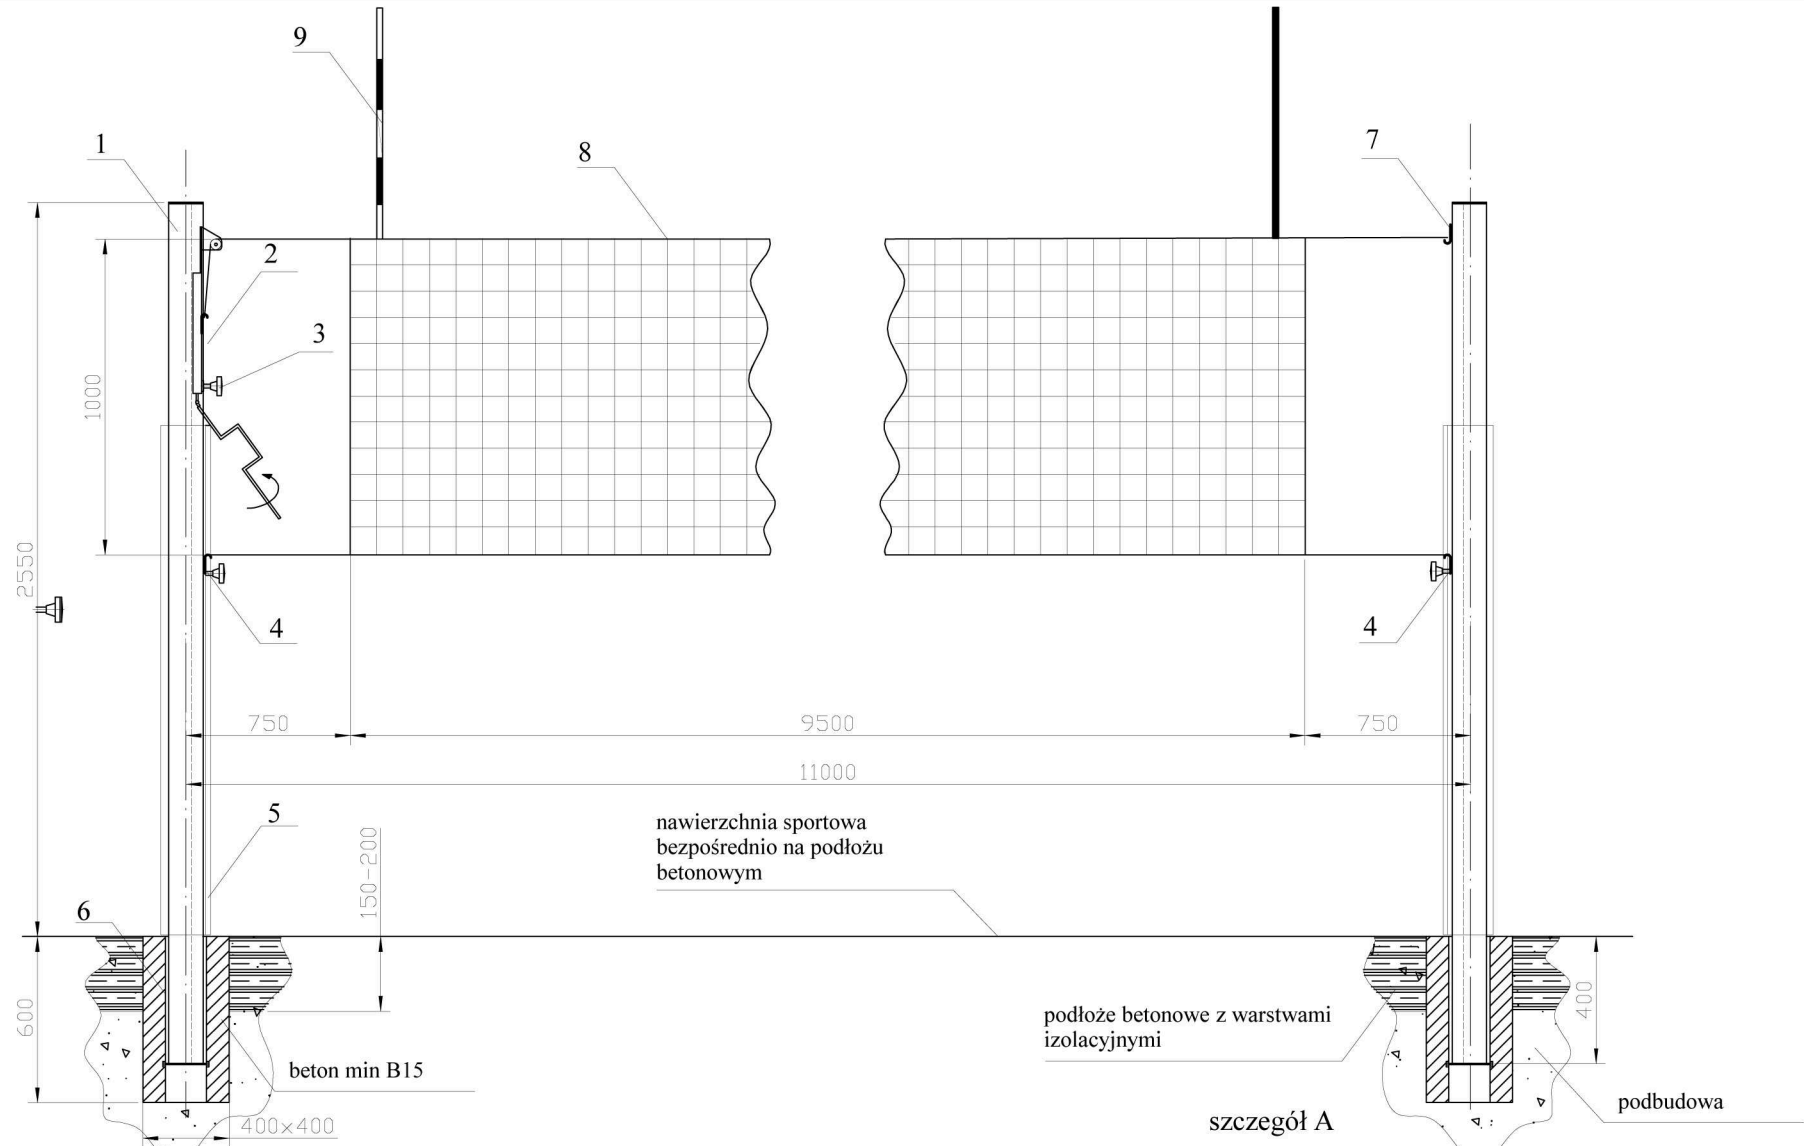 9
1
8
7
2
3
1000
2550
4
4
750
9500
750
11000
5
nawierzchnia sportowa
bezpośrednio na podłożu
betonowym
150-200
6
600
400
podłoże betonowe z warstwami
izolacyjnymi
beton min B15
podbudowa
400×400
szczegół A